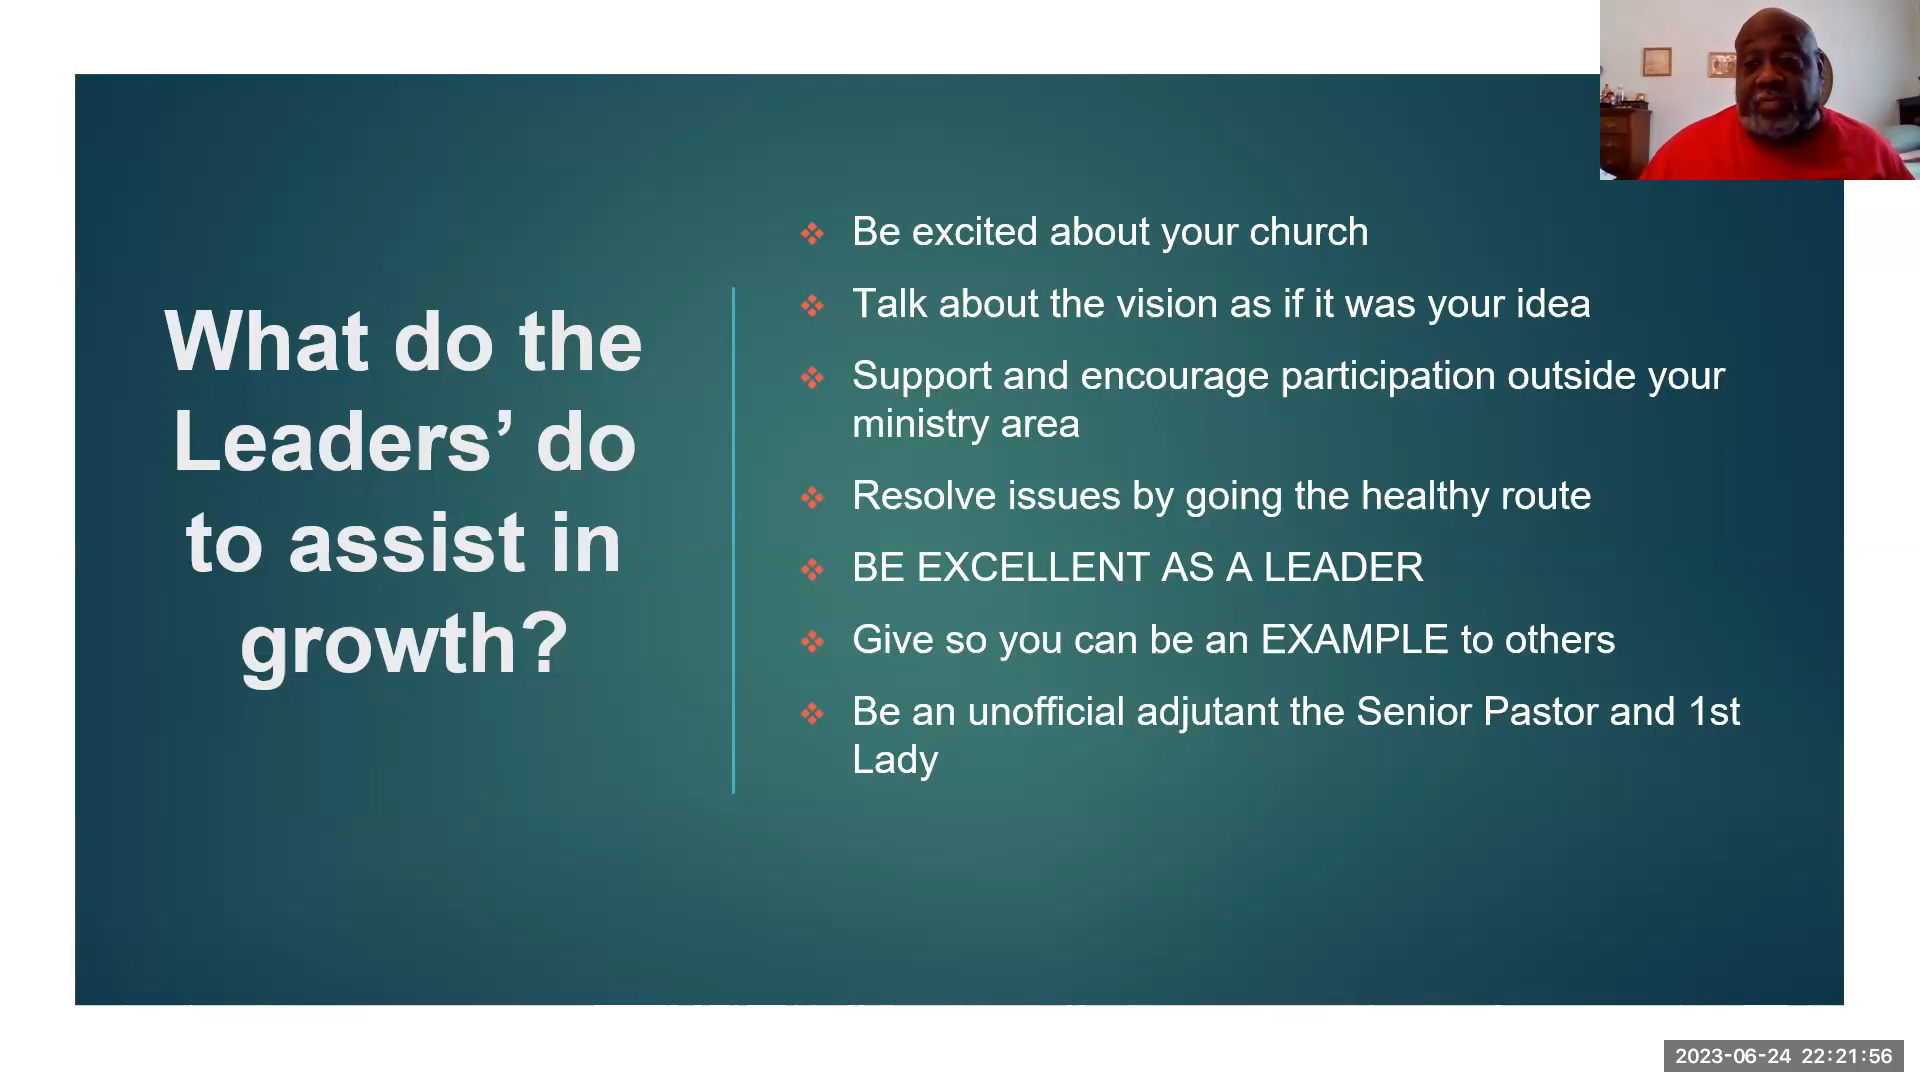 What do the
Leaders’ do
to assist in
growth?
Be excited about your church
Talk about the vision as if it was your idea
Support and encourage participation outside your
ministry area
Resolve issues by going the healthy route
BE EXCELLENT AS A LEADER
Give so you can be an EXAMPLE to others
Be an unofficial adjutant the Senior Pastor and 1st
Lady
2023-06-24 22:21:56